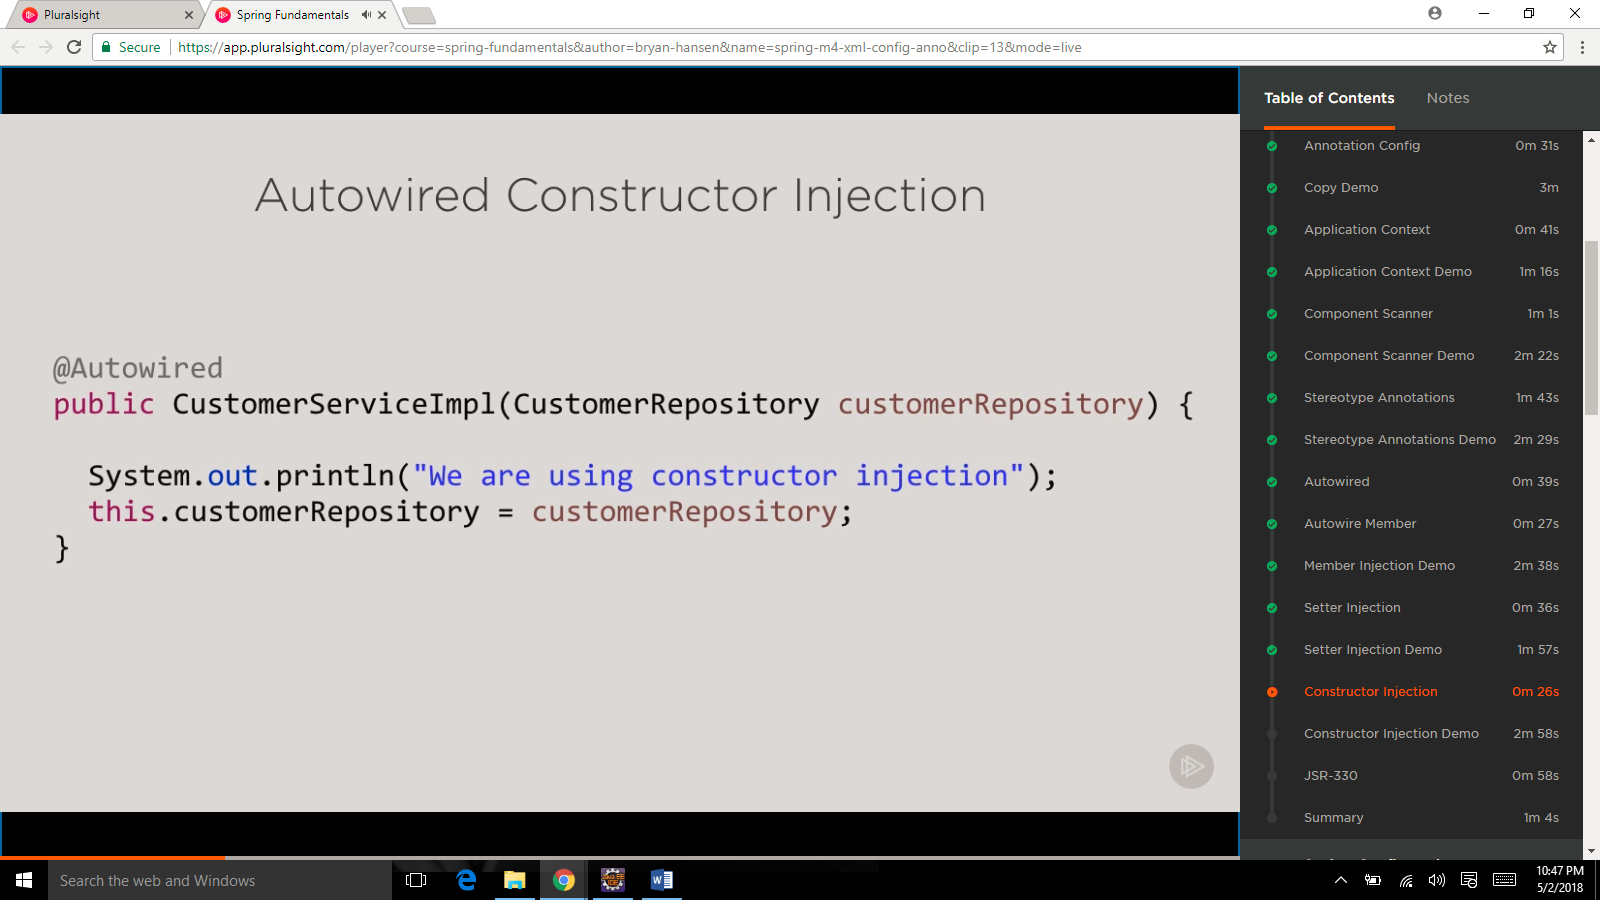 Pluralsight
Spring Fundamentals
Secure
https://app.pluralsight.com/player?course=spring-fundamentals&author=bryan-hansen&name=spring-m4-xml-config-anno&clip=13&mode=live
Autowired Constructor Injection
@Autowired
public CustomerServiceImpl(CustomerRepository customerRepository) {
System.out.println("We are using constructor injection");
this.customerRepository = customerRepository;
}
Table of Contents Notes
Annotation Config 0m 31s
Copy Demo 3m
Application Context 0m 41s
Application Context Demo 1m 16s
Component Scanner 1m 1s
Component Scanner Demo 2m 22s
Stereotype Annotations 1m 43s
Stereotype Annotations Demo 2m 29s
Autowired 0m 39s
Autowire Member 0m 27s
Member Injection Demo 2m 38s
Setter Injection 0m 36s
Setter Injection Demo 1m 57s
Constructor Injection 0m 26s
Constructor Injection Demo 2m 58s
JSR-330 0m 58s
Summary 1m 4s
Search the web and Windows
10:47 PM
5/2/2018